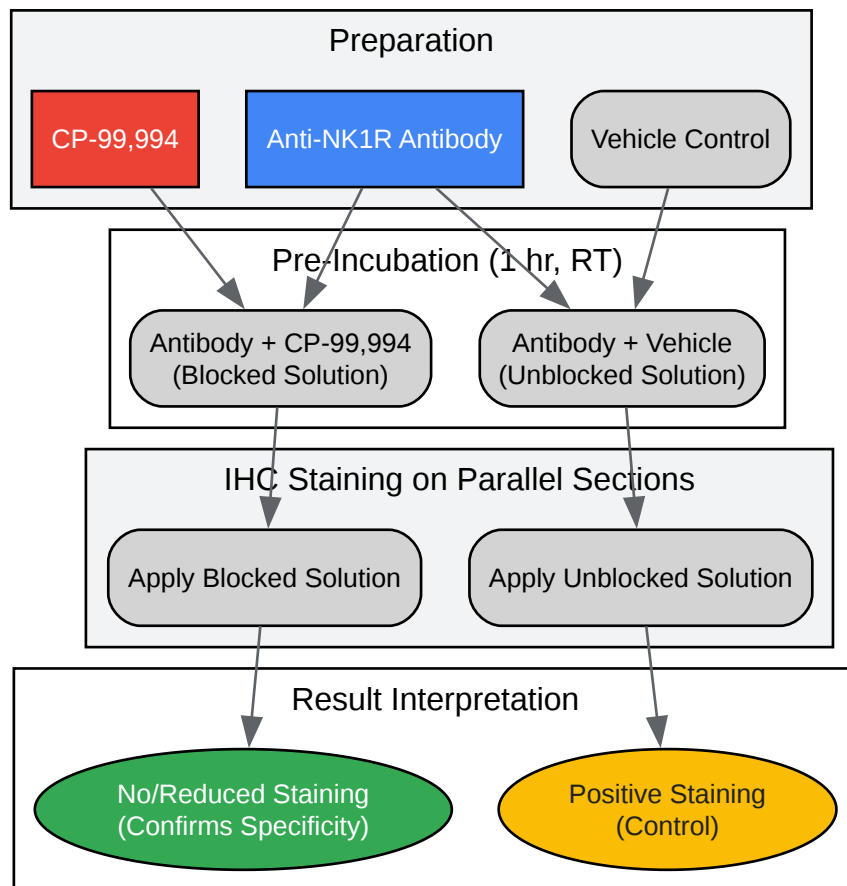 Preparation
CP-99,994
Anti-NK1R Antibody
Vehicle Control
Pre-Incubation (1 hr, RT)
Antibody + CP-99,994
(Blocked Solution)
Antibody + Vehicle
(Unblocked Solution)
IHC Staining on Parallel Sections
Apply Blocked Solution
Apply Unblocked Solution
Result Interpretation
No/Reduced Staining
(Confirms Specificity)
Positive Staining
(Control)